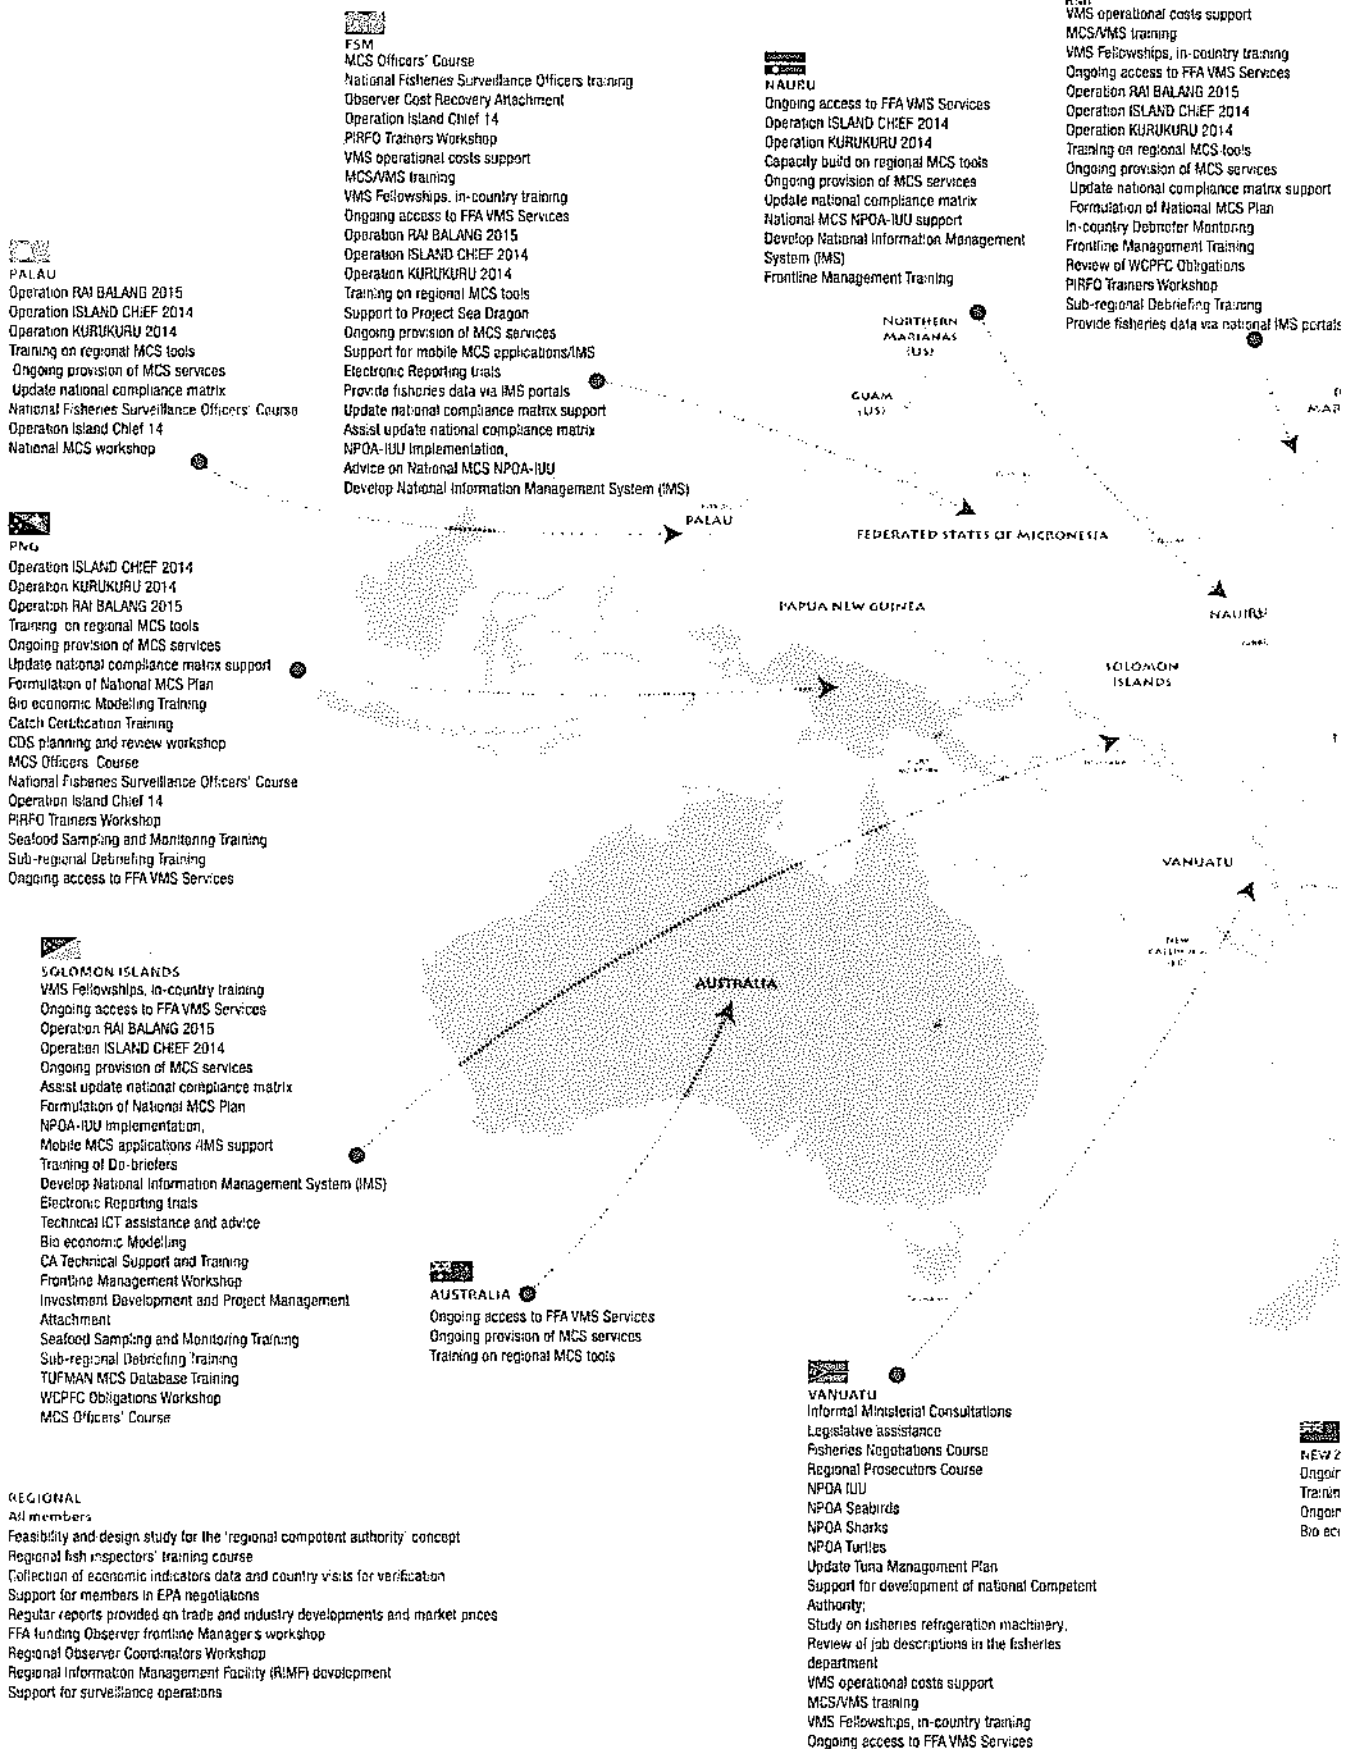 FSM
MCS Officers' Course
National Fisheries Surveillance Officers training
Observer Cost Recovery Attachment
Operation Island Chief 14
PIRFO Trainers Workshop
VMS operational costs support
MCS/VMS training
VMS Fellowships, in-country training
Ongoing access to FFA VMS Services
Operation RAI BALANG 2015
Operation ISLAND CHIEF 2014
Operation KURUKURU 2014
Training on regional MCS tools
Support to Project Sea Dragon
Ongoing provision of MCS services
Support for mobile MCS applications/IMS
Electronic Reporting trials
Provide fisheries data via IMS portals
Update national compliance matrix support
Assist update national compliance matrix
NPOA-IUU Implementation,
Advice on National MCS NPOA-IUU
Develop National Information Management System (IMS)
NAURU
Ongoing access to FFA VMS Services
Operation ISLAND CHIEF 2014
Operation KURUKURU 2014
Capacity build on regional MCS tools
Ongoing provision of MCS services
Update national compliance matrix
National MCS NPOA-IUU support
Develop National Information Management
System (IMS)
Frontline Management Training
VMS operational costs support
MCS/VMS training
VMS Fellowships, in-country training
Ongoing access to FFA VMS Services
Operation RAI BALANG 2015
Operation ISLAND CHIEF 2014
Operation KURUKURU 2014
Training on regional MCS tools
Ongoing provision of MCS services
Update national compliance matrix support
Formulation of National MCS Plan
In-country Debriefer Mentoring
Frontline Management Training
Review of WCPFC Obligations
PIRFO Trainers Workshop
Sub-regional Debriefing Training
Provide fisheries data via national IMS portals
PALAU
Operation RAI BALANG 2015
Operation ISLAND CHIEF 2014
Operation KURUKURU 2014
Training on regional MCS tools
Ongoing provision of MCS services
Update national compliance matrix
National Fisheries Surveillance Officers' Course
Operation Island Chief 14
National MCS workshop
NORTHERN
MARIANAS
(US)
GUAM
(US)
MAR
PALAU
FEDERATED STATES OF MICRONESIA
PAPUA NEW GUINEA
NAURU
SOLOMON
ISLANDS
VANUATU
NEW
AUSTRALIA
PNG
Operation ISLAND CHIEF 2014
Operation KURUKURU 2014
Operation RAI BALANG 2015
Training on regional MCS tools
Ongoing provision of MCS services
Update national compliance matrix support
Formulation of National MCS Plan
Bio economic Modelling Training
Catch Certification Training
CDS planning and review workshop
MCS Officers Course
National Fisheries Surveillance Officers' Course
Operation Island Chief 14
PIRFO Trainers Workshop
Seafood Sampling and Monitoring Training
Sub-regional Debriefing Training
Ongoing access to FFA VMS Services
SOLOMON ISLANDS
VMS Fellowships, in-country training
Ongoing access to FFA VMS Services
Operation RAI BALANG 2015
Operation ISLAND CHIEF 2014
Ongoing provision of MCS services
Assist update national compliance matrix
Formulation of National MCS Plan
NPOA-IUU Implementation,
Mobile MCS applications /IMS support
Training of De-briefers
Develop National Information Management System (IMS)
Electronic Reporting trials
Technical ICT assistance and advice
Bio economic Modelling
CA Technical Support and Training
Frontline Management Workshop
Investment Development and Project Management
Attachment
Seafood Sampling and Monitoring Training
Sub-regional Debriefing Training
TUFMAN MCS Database Training
WCPFC Obligations Workshop
MCS Officers' Course
AUSTRALIA
Ongoing access to FFA VMS Services
Ongoing provision of MCS services
Training on regional MCS tools
VANUATU
Informal Ministerial Consultations
Legislative assistance
Fisheries Negotiations Course
Regional Prosecutors Course
NPOA IUU
NPOA Seabirds
NPOA Sharks
NPOA Turtles
Update Tuna Management Plan
Support for development of national Competent
Authority;
Study on fisheries refrigeration machinery,
Review of job descriptions in the fisheries
department
VMS operational costs support
MCS/VMS training
VMS Fellowships, in-country training
Ongoing access to FFA VMS Services
NEW Z
Ongoin
Trainin
Ongoin
Bio eco
REGIONAL
All members
Feasibility and design study for the 'regional competent authority' concept
Regional fish inspectors' training course
Collection of economic indicators data and country visits for verification
Support for members in EPA negotiations
Regular reports provided on trade and industry developments and market prices
FFA funding Observer frontline Managers workshop
Regional Observer Coordinators Workshop
Regional Information Management Facility (RIMF) development
Support for surveillance operations